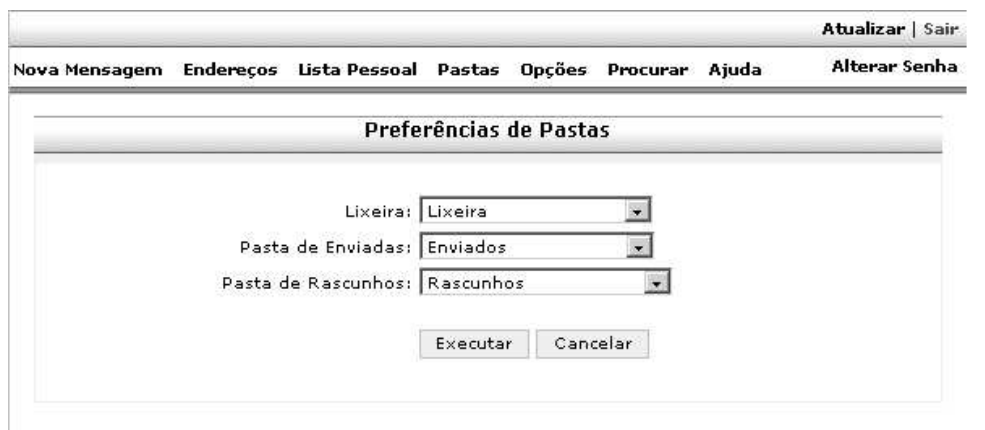 Atualizar | Sair
Nova Mensagem Endereços Lista Pessoal Pastas Opções Procurar Ajuda Alterar Senha
Preferências de Pastas
Lixeira: Lixeira
Pasta de Enviadas: Enviados
Pasta de Rascunhos: Rascunhos
Executar Cancelar